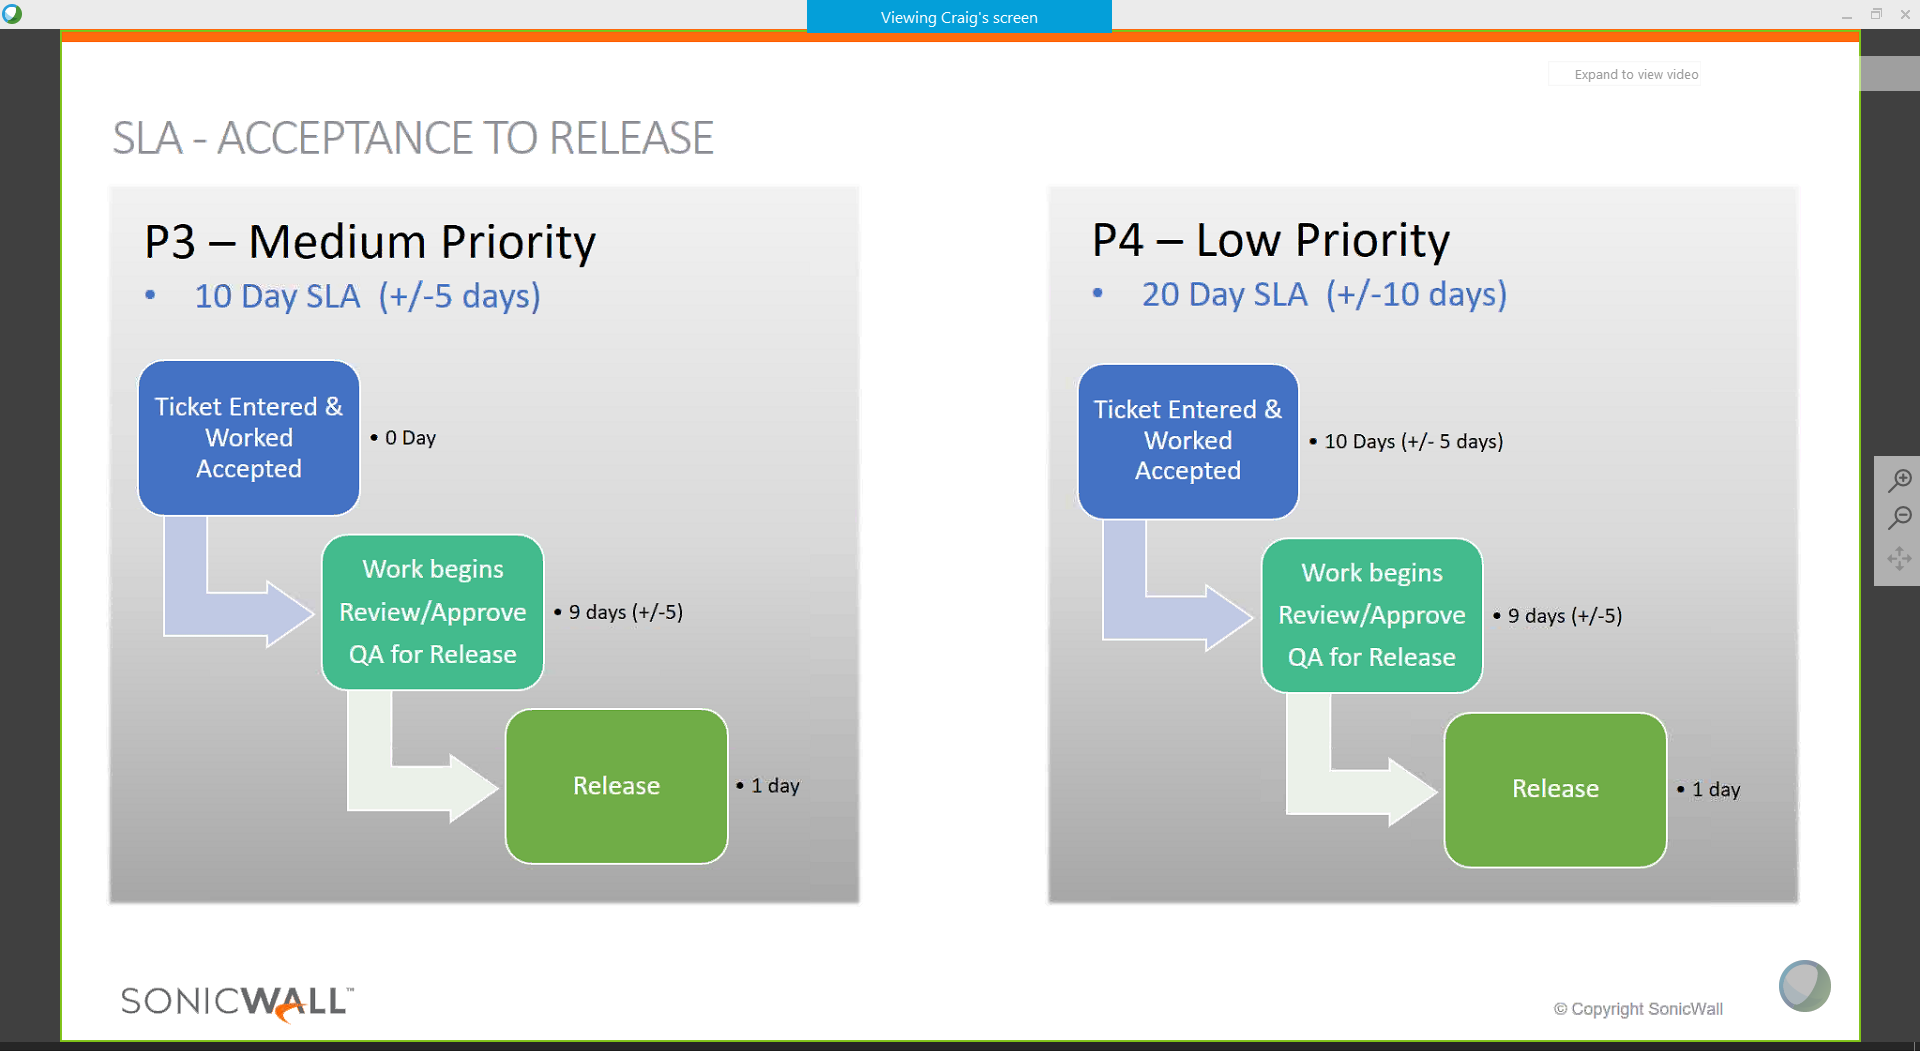 Viewing Craig's screen
Expand to view video
SLA - ACCEPTANCE TO RELEASE
P3 – Medium Priority
• 10 Day SLA (+/-5 days)
Ticket Entered &
Worked
Accepted
• 0 Day
Work begins
Review/Approve
QA for Release
• 9 days (+/-5)
Release
• 1 day
P4 – Low Priority
• 20 Day SLA (+/-10 days)
Ticket Entered &
Worked
Accepted
• 10 Days (+/- 5 days)
Work begins
Review/Approve
QA for Release
• 9 days (+/-5)
Release
• 1 day
SONICWALL™
© Copyright SonicWall